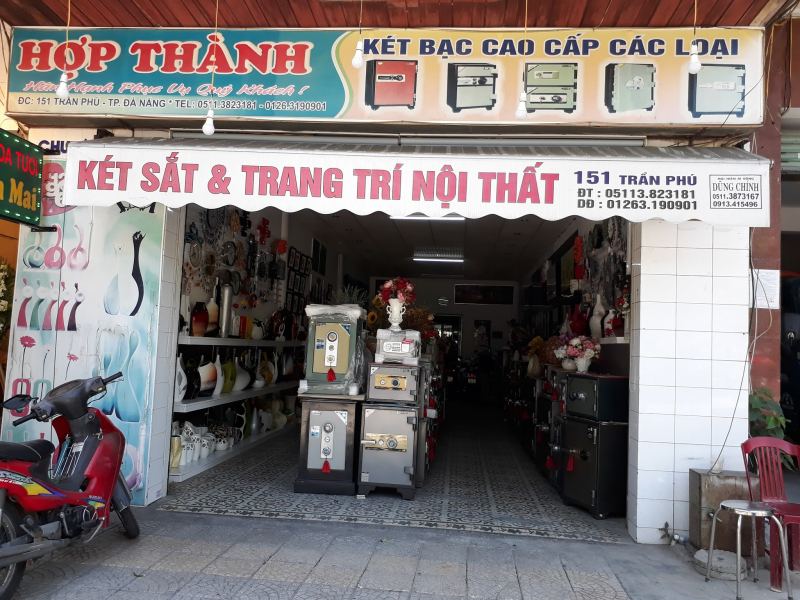 HỢP THÀNH
Hân Hạnh Phục Vụ Quý Khách !
ĐC: 151 TRẦN PHÚ - TP. ĐÀ NẴNG * TEL: 0511.3823181 - 0126.3190901
KÉT BẠC CAO CẤP CÁC LOẠI
KÉT SẮT & TRANG TRÍ NỘI THẤT
151 TRẦN PHÚ
ĐT : 05113.823181
DĐ : 01263.190901
DŨNG CHINH
0511.3873167
0913.415496